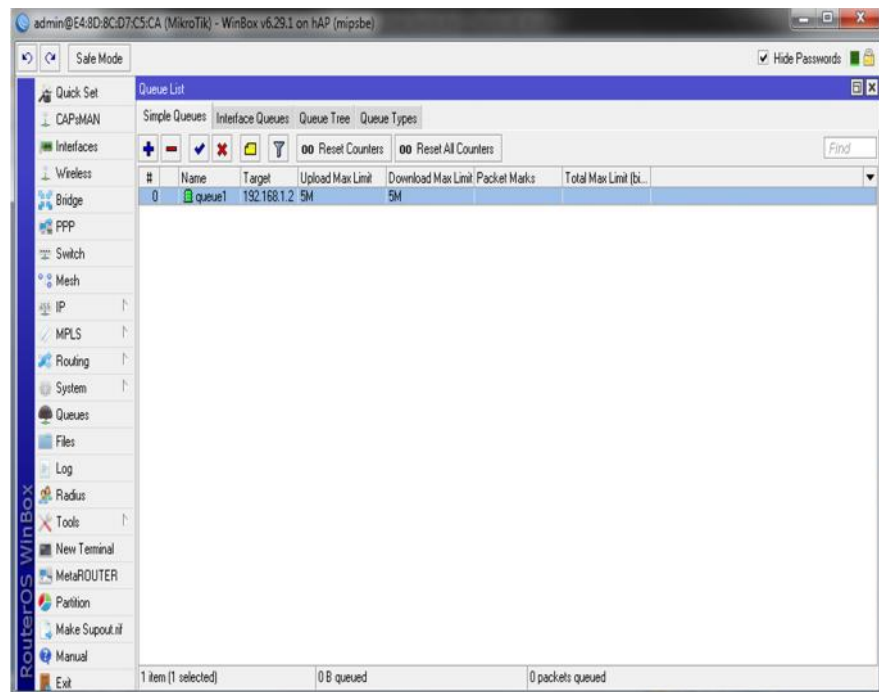 admin@E4:8D:8C:D7:C5:CA (MikroTik) - WinBox v6.29.1 on hAP (mipsbe)
Safe Mode
Hide Passwords
Quick Set
CAPsMAN
Interfaces
Wireless
Bridge
PPP
Switch
Mesh
IP
MPLS
Routing
System
Queues
Files
Log
Radius
Tools
New Terminal
MetaROUTER
Partition
Make Supout.rif
Manual
Exit
RouterOS WinBox
Queue List
Simple Queues Interface Queues Queue Tree Queue Types
00 Reset Counters 00 Reset All Counters Find
# Name Target Upload Max Limit Download Max Limit Packet Marks Total Max Limit (bi...
0 queue1 192.168.1.2 5M 5M
1 item (1 selected) 0 B queued 0 packets queued